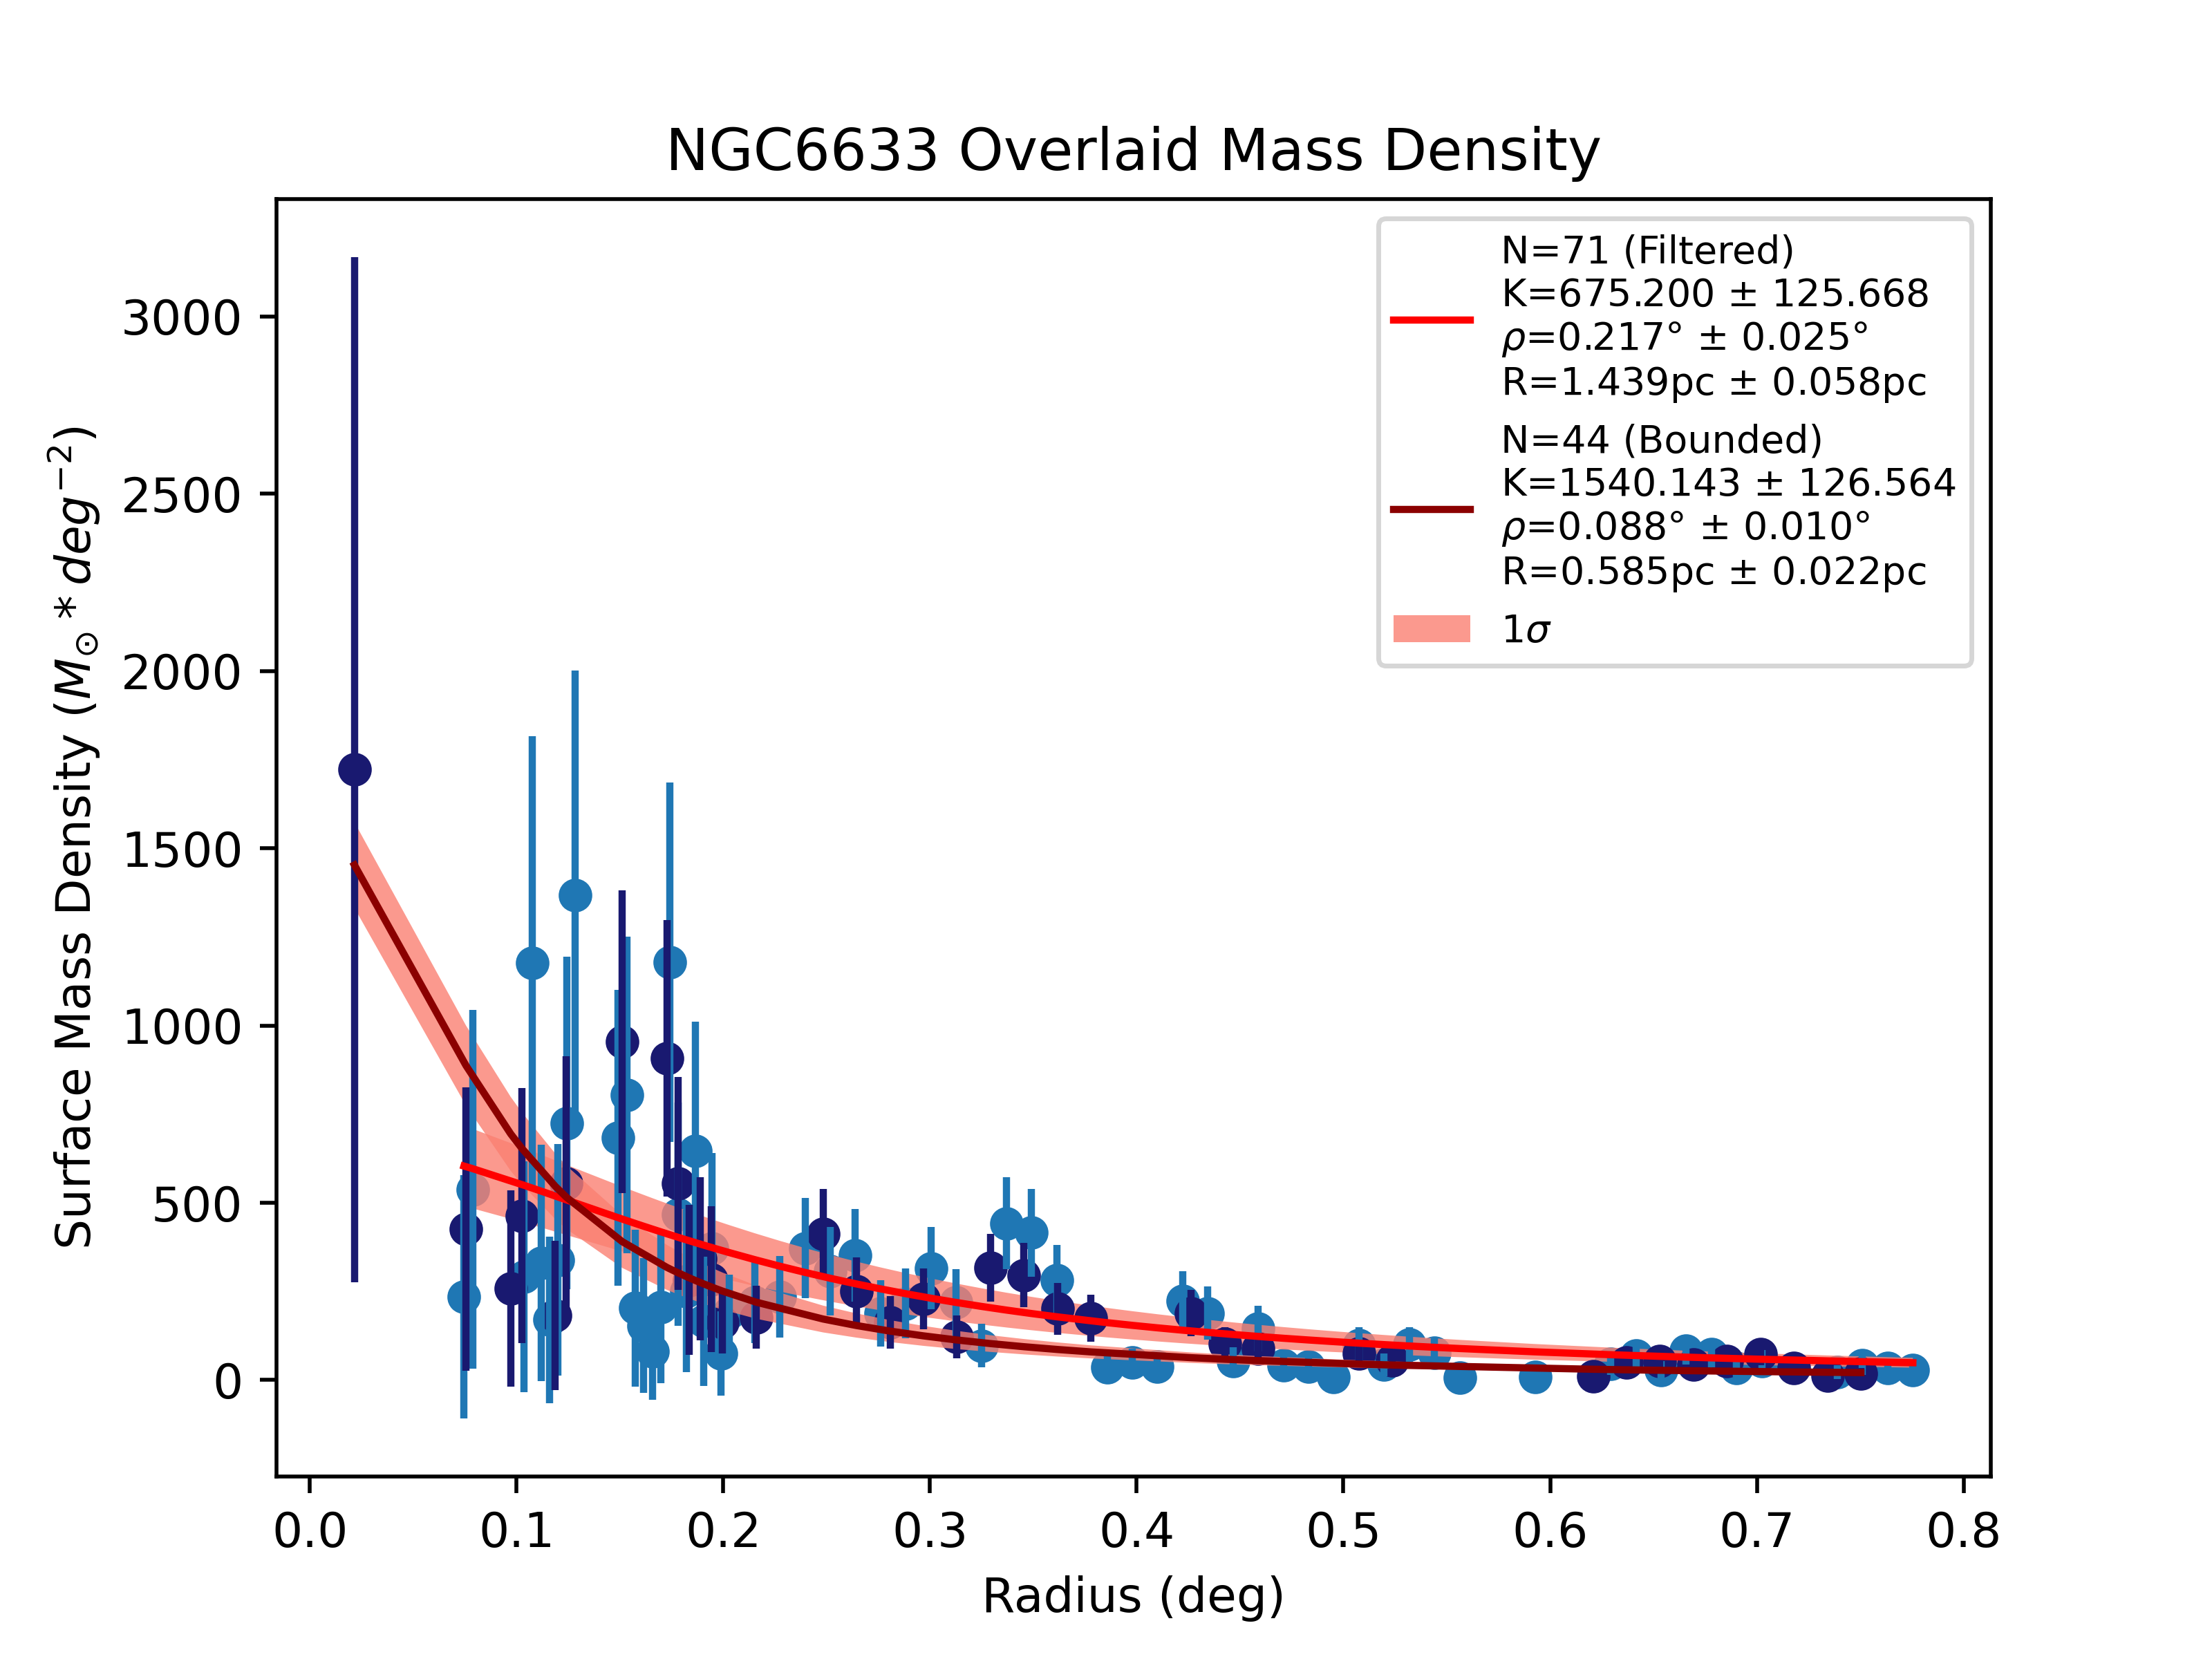 NGC6633 Overlaid Mass Density
Surface Mass Density (M⊙ * deg⁻²)
3000
2500
2000
1500
1000
500
0
N=71 (Filtered)
K=675.200 ± 125.668
ρ=0.217° ± 0.025°
R=1.439pc ± 0.058pc
N=44 (Bounded)
K=1540.143 ± 126.564
ρ=0.088° ± 0.010°
R=0.585pc ± 0.022pc
1σ
0.0 0.1 0.2 0.3 0.4 0.5 0.6 0.7 0.8
Radius (deg)